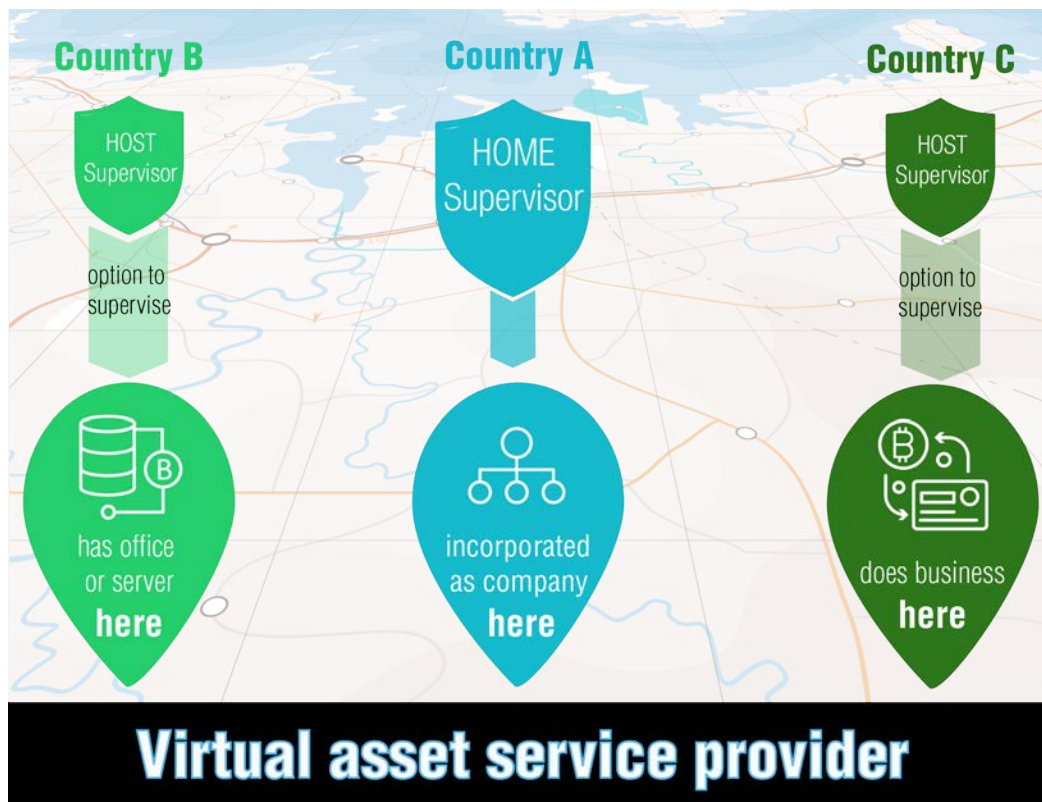 Country B
HOST
Supervisor
option to
supervise
B
has office
or server
here
Country A
HOME
Supervisor
incorporated
as company
here
Country C
HOST
Supervisor
option to
supervise
B
does business
here
Virtual asset service provider